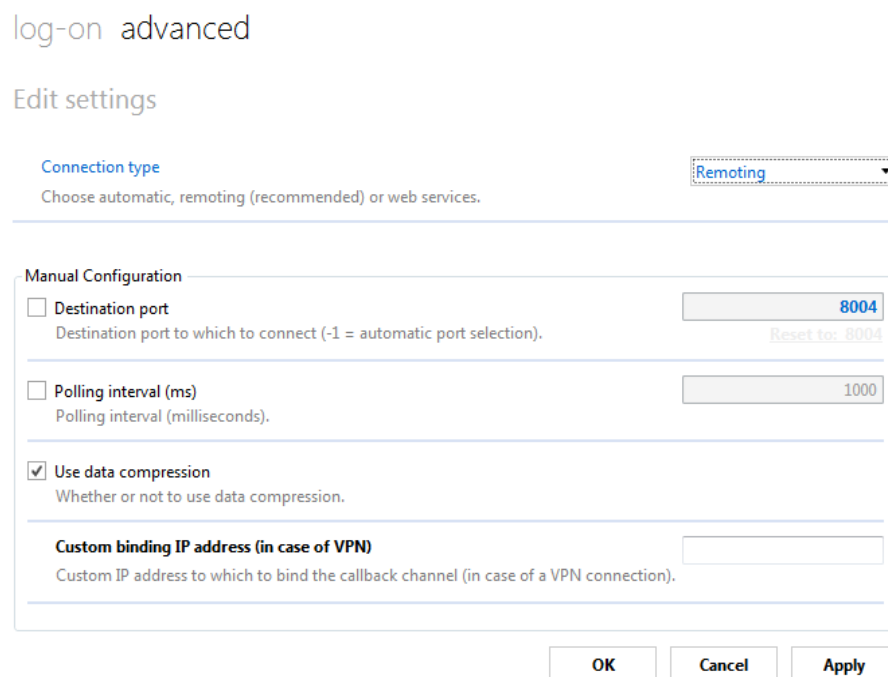 log-on advanced
Edit settings
Connection type
Remoting
Choose automatic, remoting (recommended) or web services.
Manual Configuration
Destination port
8004
Destination port to which to connect (-1 = automatic port selection).
Reset to: 8004
Polling interval (ms)
1000
Polling interval (milliseconds).
Use data compression
Whether or not to use data compression.
Custom binding IP address (in case of VPN)
Custom IP address to which to bind the callback channel (in case of a VPN connection).
OK Cancel Apply